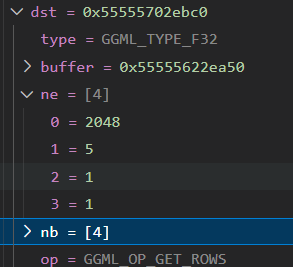 dst = 0x55555702ebc0
type = GGML_TYPE_F32
buffer = 0x55555622ea50
ne = [4]
0 = 2048
1 = 5
2 = 1
3 = 1
nb = [4]
op = GGML_OP_GET_ROWS